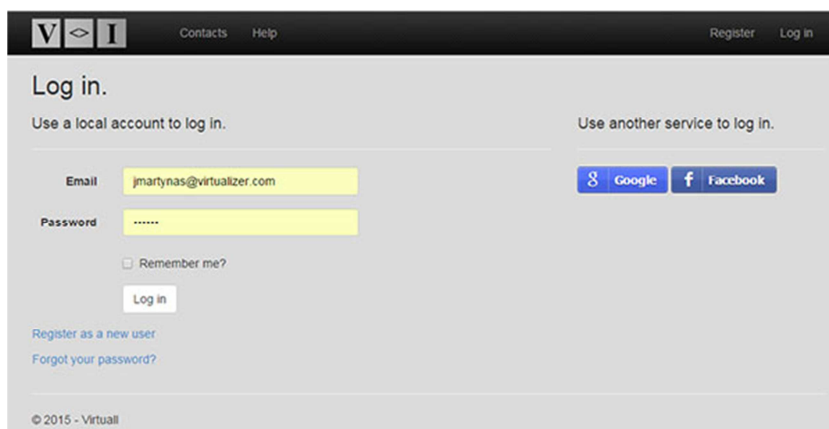 V <> I
Contacts Help Register Log in
Log in.
Use a local account to log in.
Email jmartynas@virtualizer.com
Password ------
Remember me?
Log in
Register as a new user
Forgot your password?
Use another service to log in.
g Google f Facebook
© 2015 - Virtuall